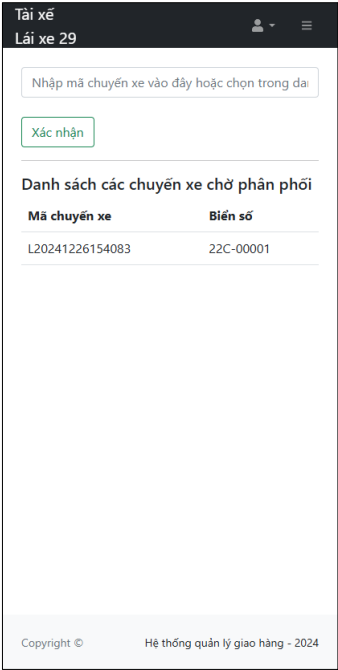 Tài xế
Lái xe 29
Nhập mã chuyến xe vào đây hoặc chọn trong da
Xác nhận
Danh sách các chuyến xe chờ phân phối
Mã chuyến xe Biển số
L20241226154083 22C-00001
Copyright © Hệ thống quản lý giao hàng - 2024